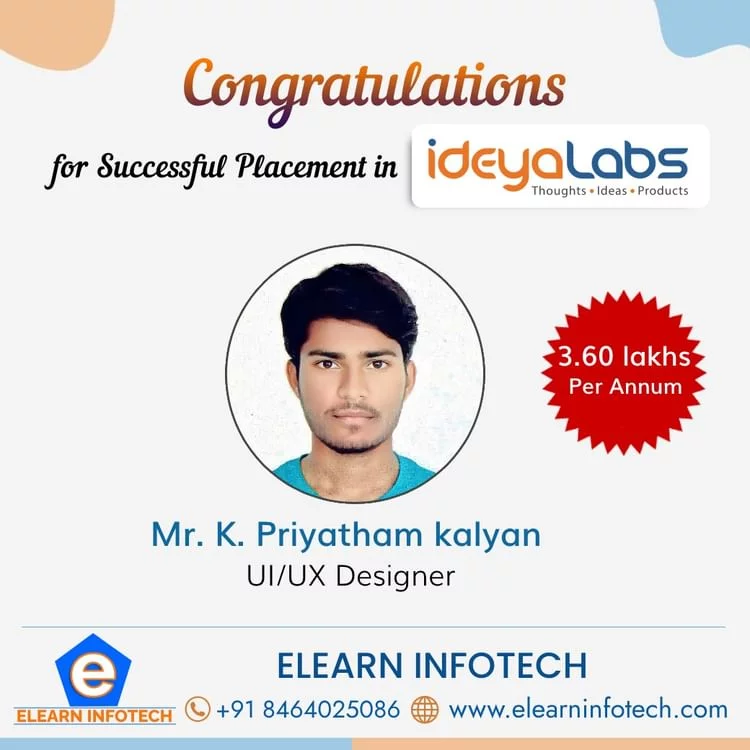 Congratulations
for Successful Placement in
ideyaLabs
Thoughts • Ideas • Products
3.60 lakhs
Per Annum
Mr. K. Priyatham kalyan
UI/UX Designer
e
ELEARN INFOTECH
ELEARN INFOTECH
+91 8464025086 www.elearninfotech.com